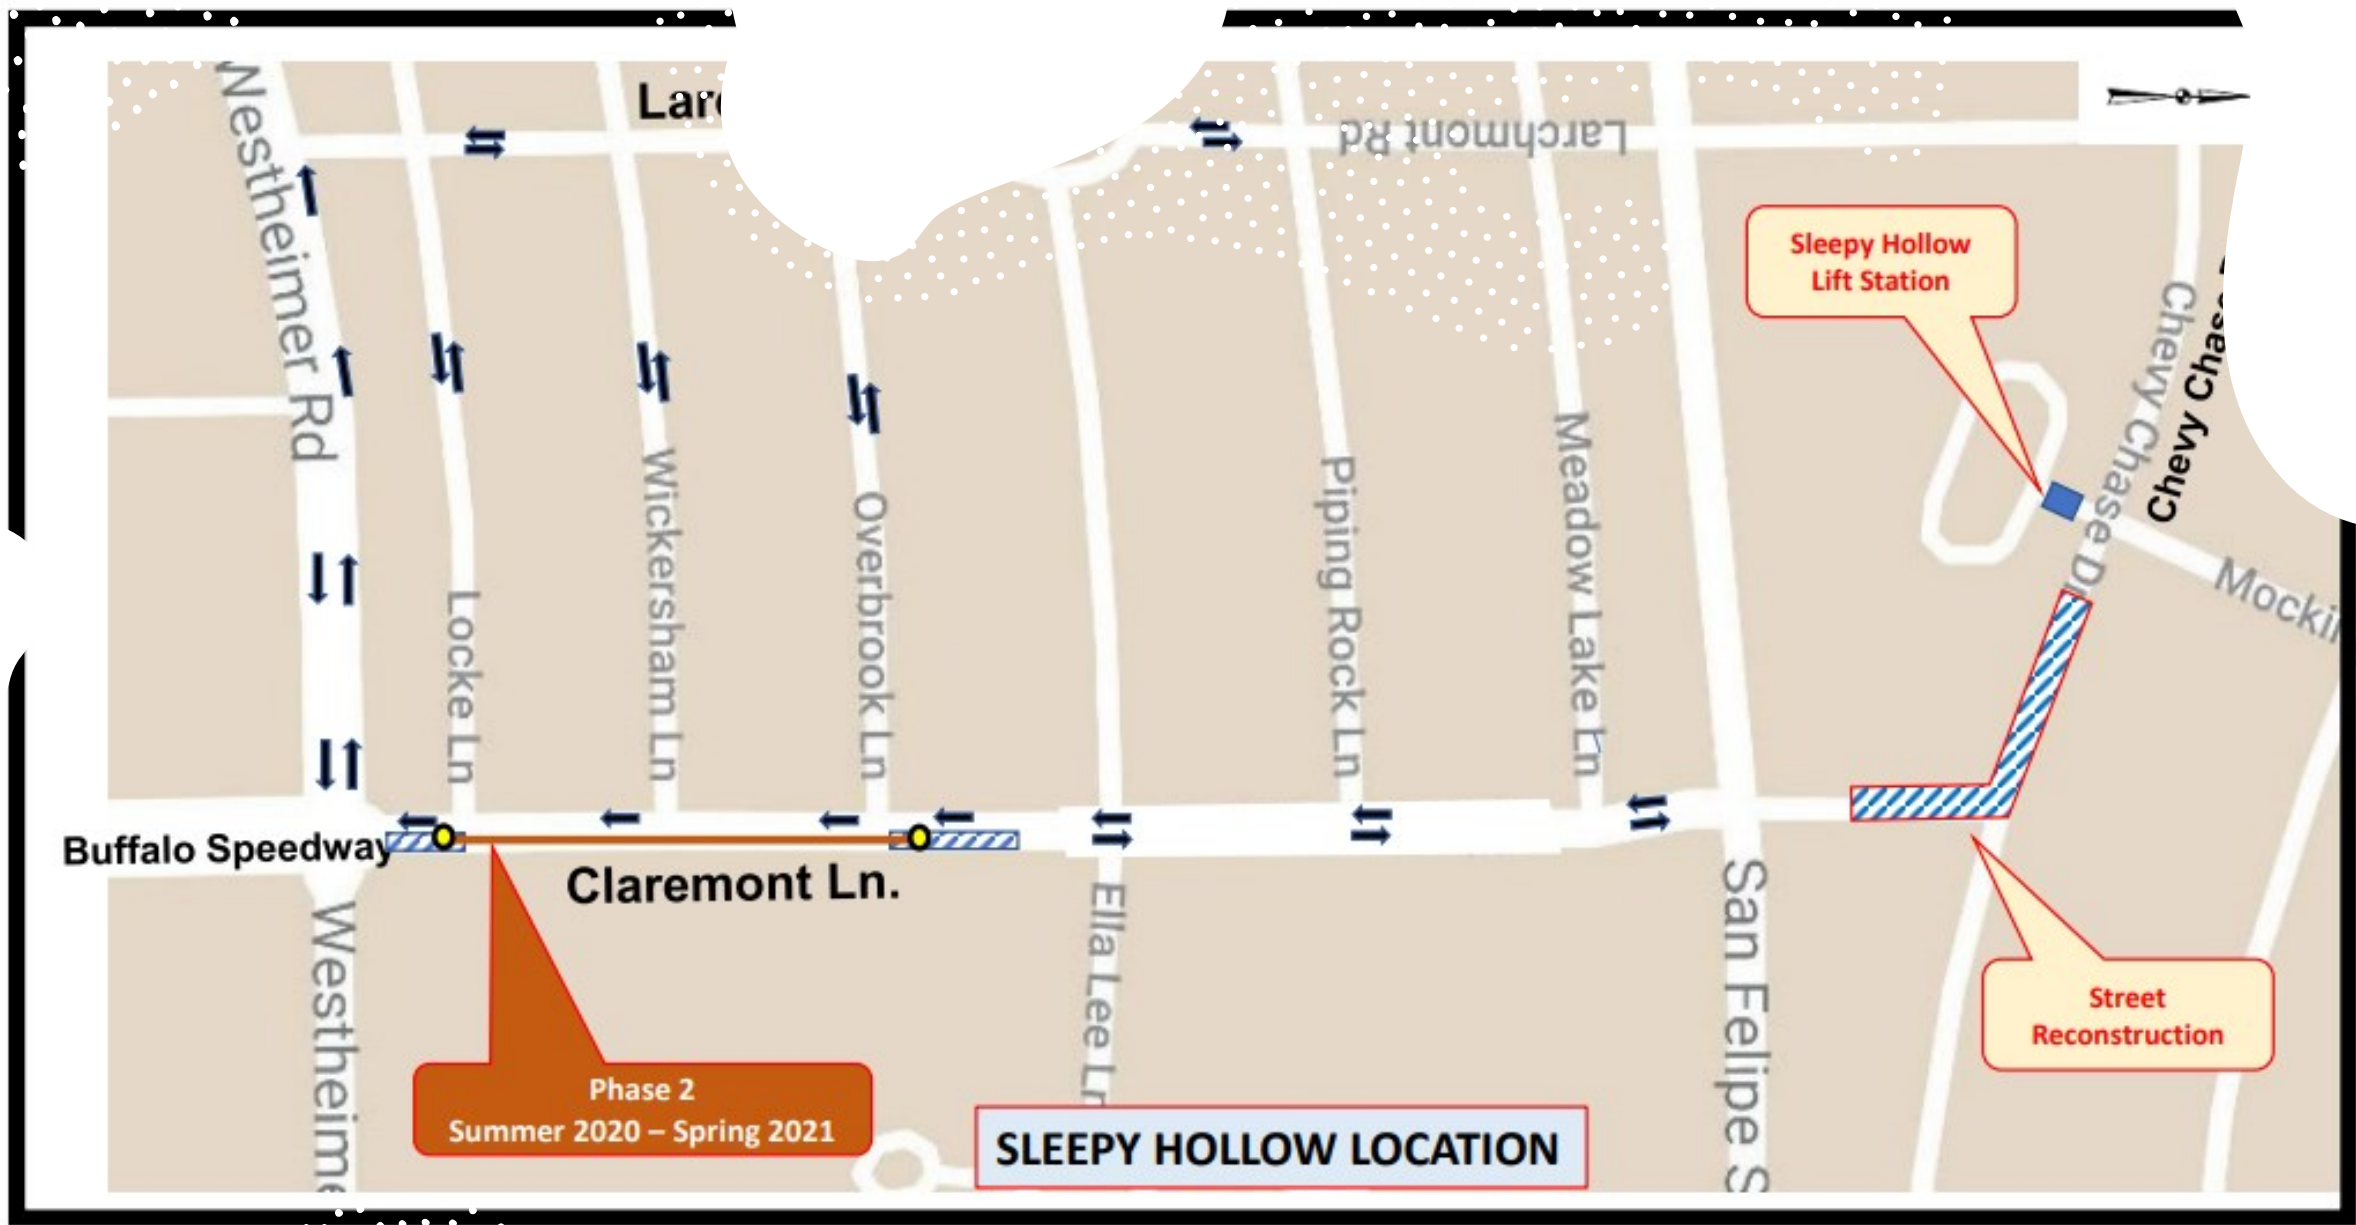 Westheimer Rd
Larchmont Rd
Sleepy Hollow
Lift Station
Chevy Chase Dr
Chevy
Locke Ln
Wickersham Ln
Overbrook Ln
Piping Rock Ln
Meadow Lake Ln
Buffalo Speedway
Claremont Ln.
Ella Lee Ln
San Felipe S
Street
Reconstruction
Phase 2
Summer 2020 – Spring 2021
SLEEPY HOLLOW LOCATION